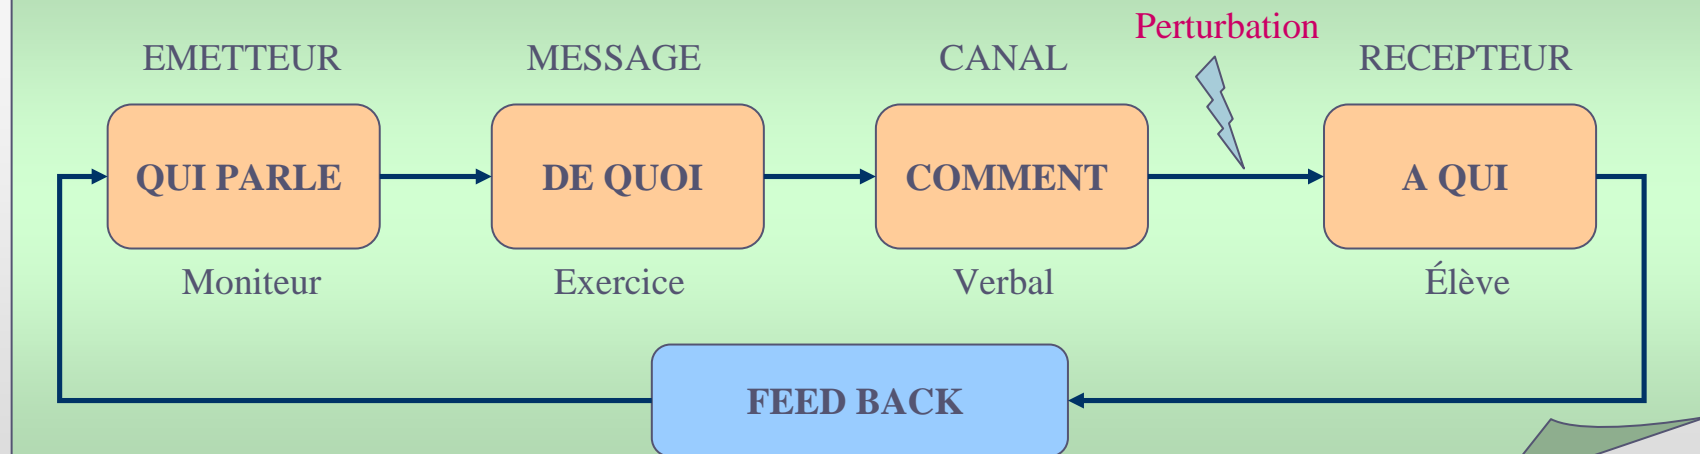 Perturbation
EMETTEUR
MESSAGE
CANAL
RECEPTEUR
QUI PARLE
DE QUOI
COMMENT
A QUI
Moniteur
Exercice
Verbal
Élève
FEED BACK